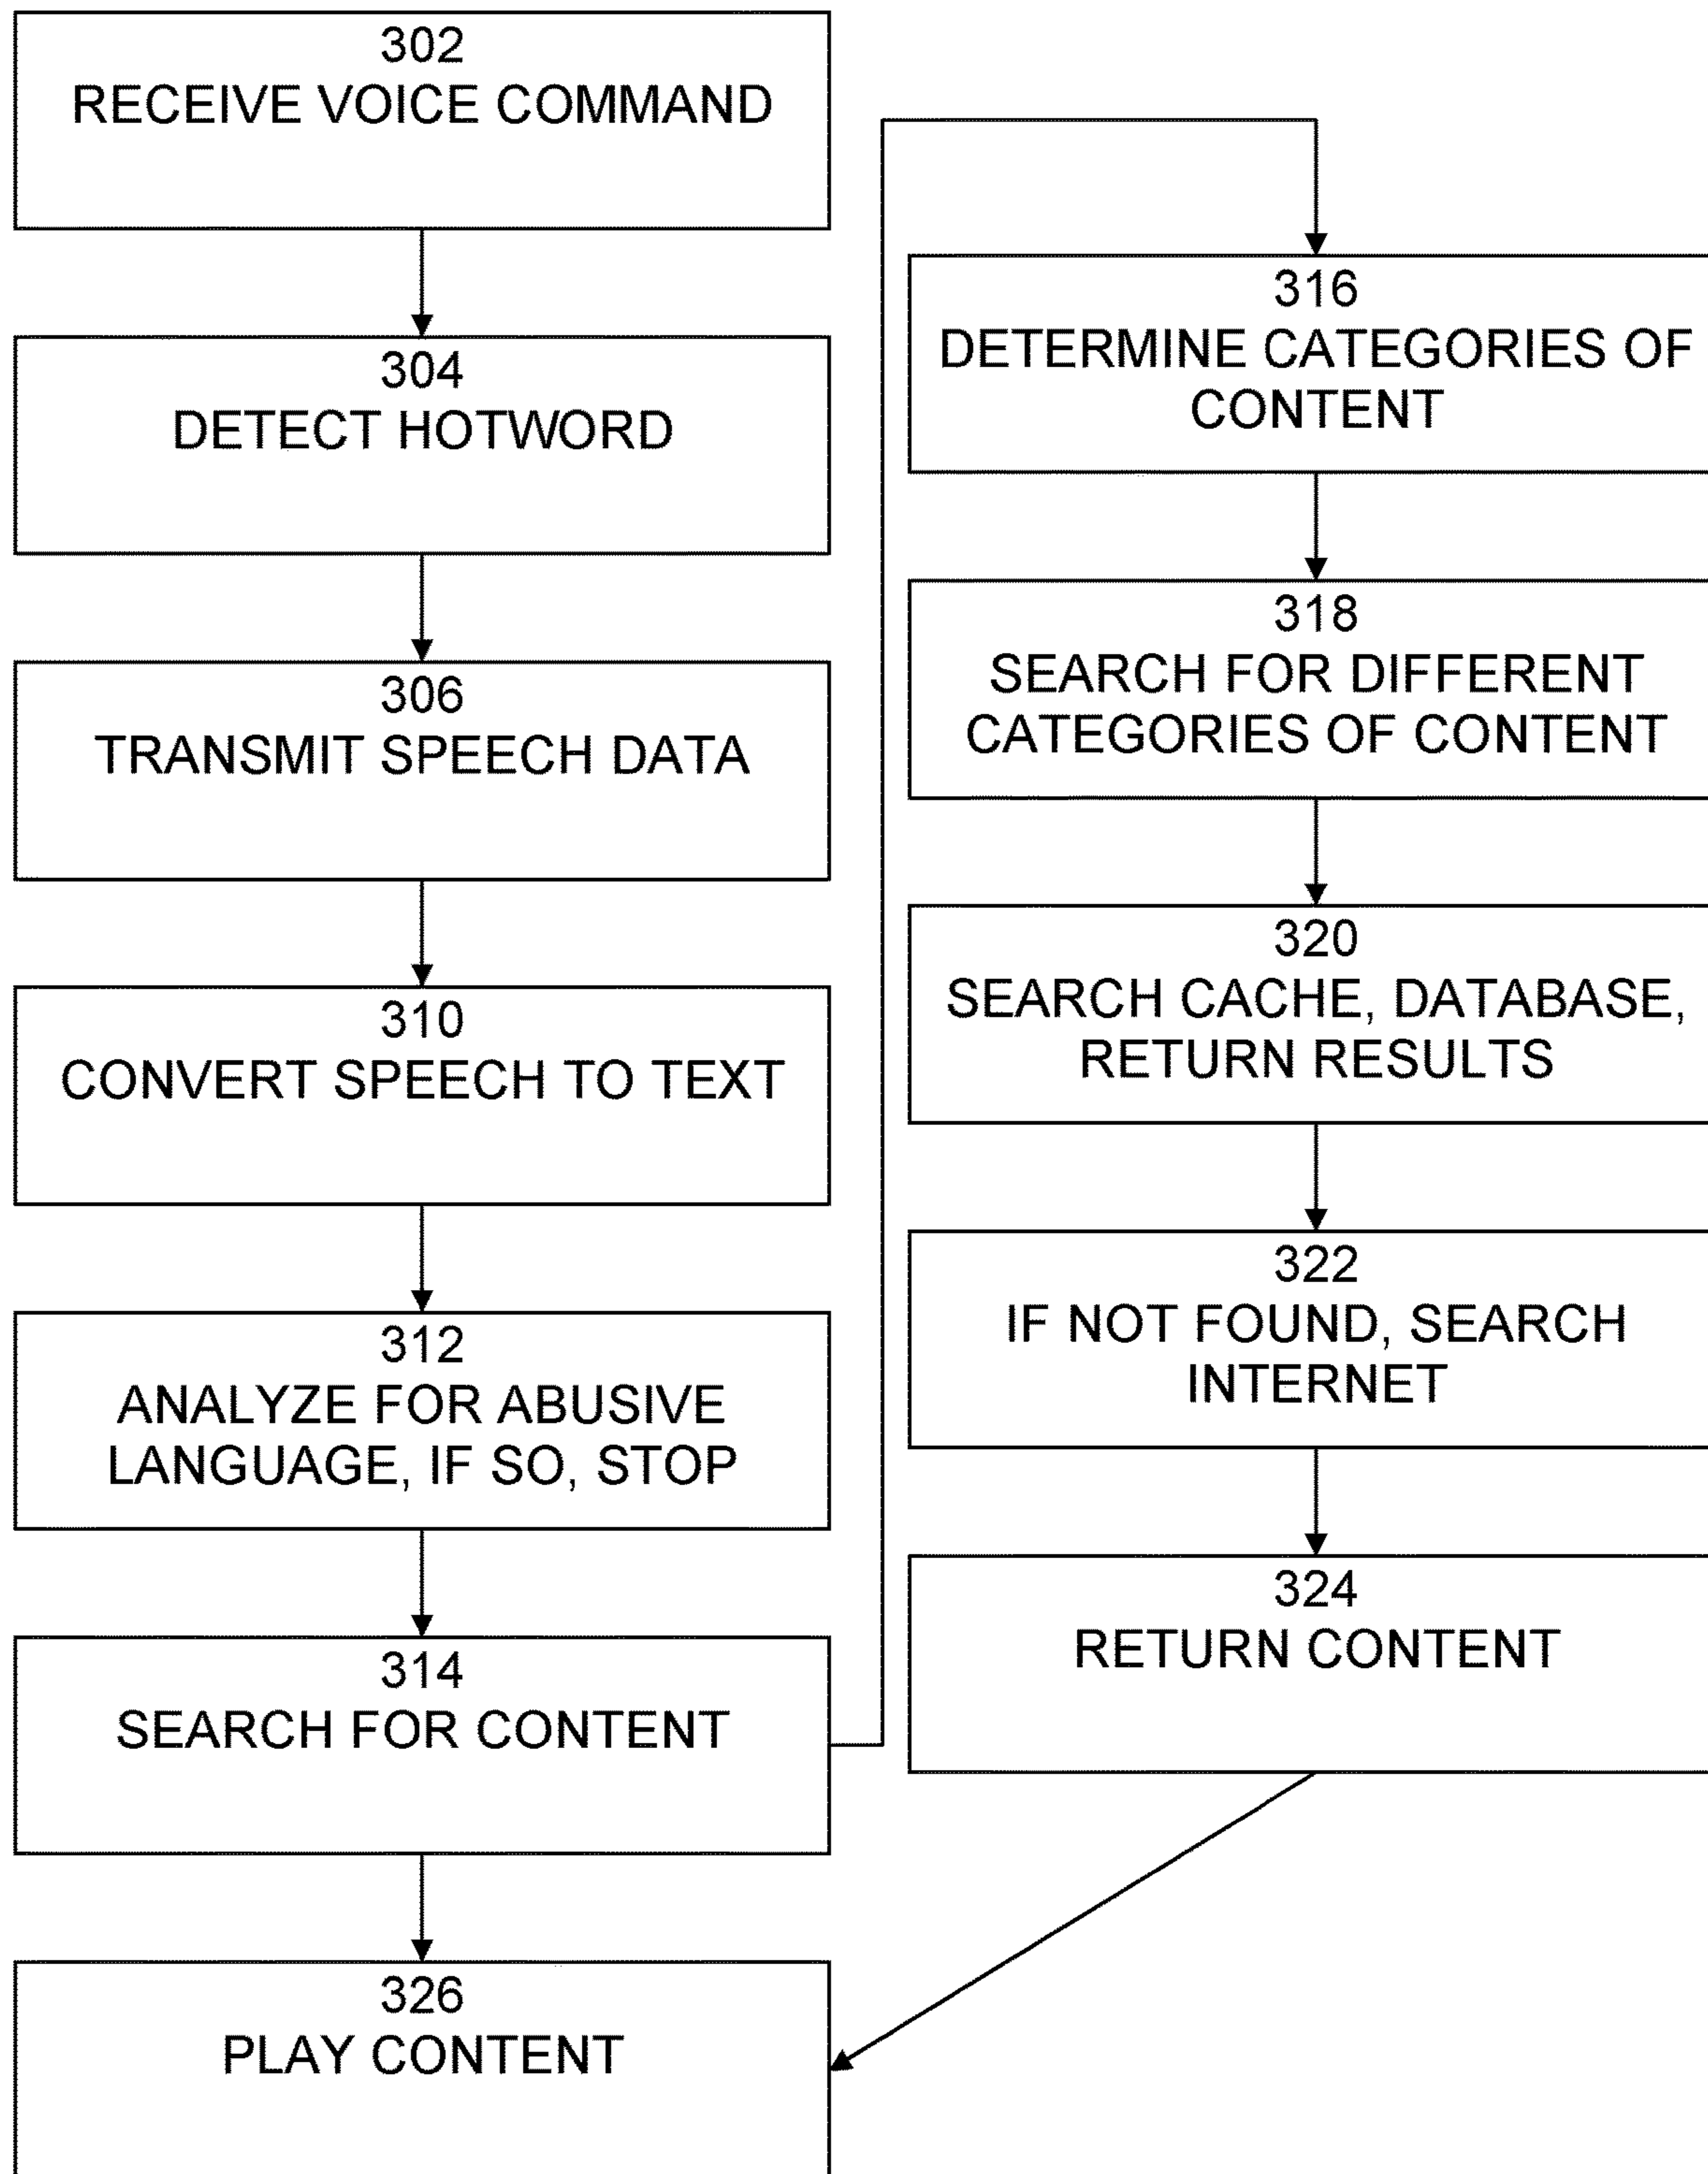 302
RECEIVE VOICE COMMAND
304
DETECT HOTWORD
306
TRANSMIT SPEECH DATA
310
CONVERT SPEECH TO TEXT
312
ANALYZE FOR ABUSIVE
LANGUAGE, IF SO, STOP
314
SEARCH FOR CONTENT
326
PLAY CONTENT
316
DETERMINE CATEGORIES OF
CONTENT
318
SEARCH FOR DIFFERENT
CATEGORIES OF CONTENT
320
SEARCH CACHE, DATABASE,
RETURN RESULTS
322
IF NOT FOUND, SEARCH
INTERNET
324
RETURN CONTENT